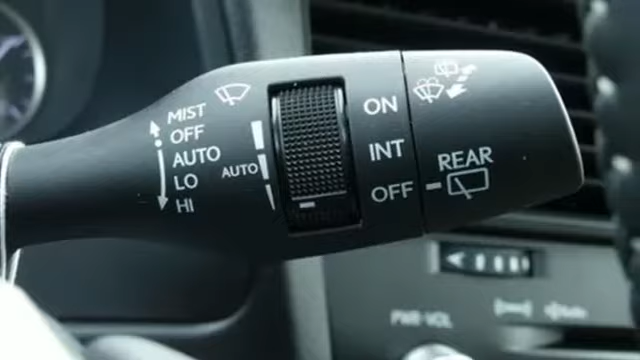 MIST
OFF
AUTO
LO
HI
AUTO
ON
INT
OFF
REAR
PWR·VOL